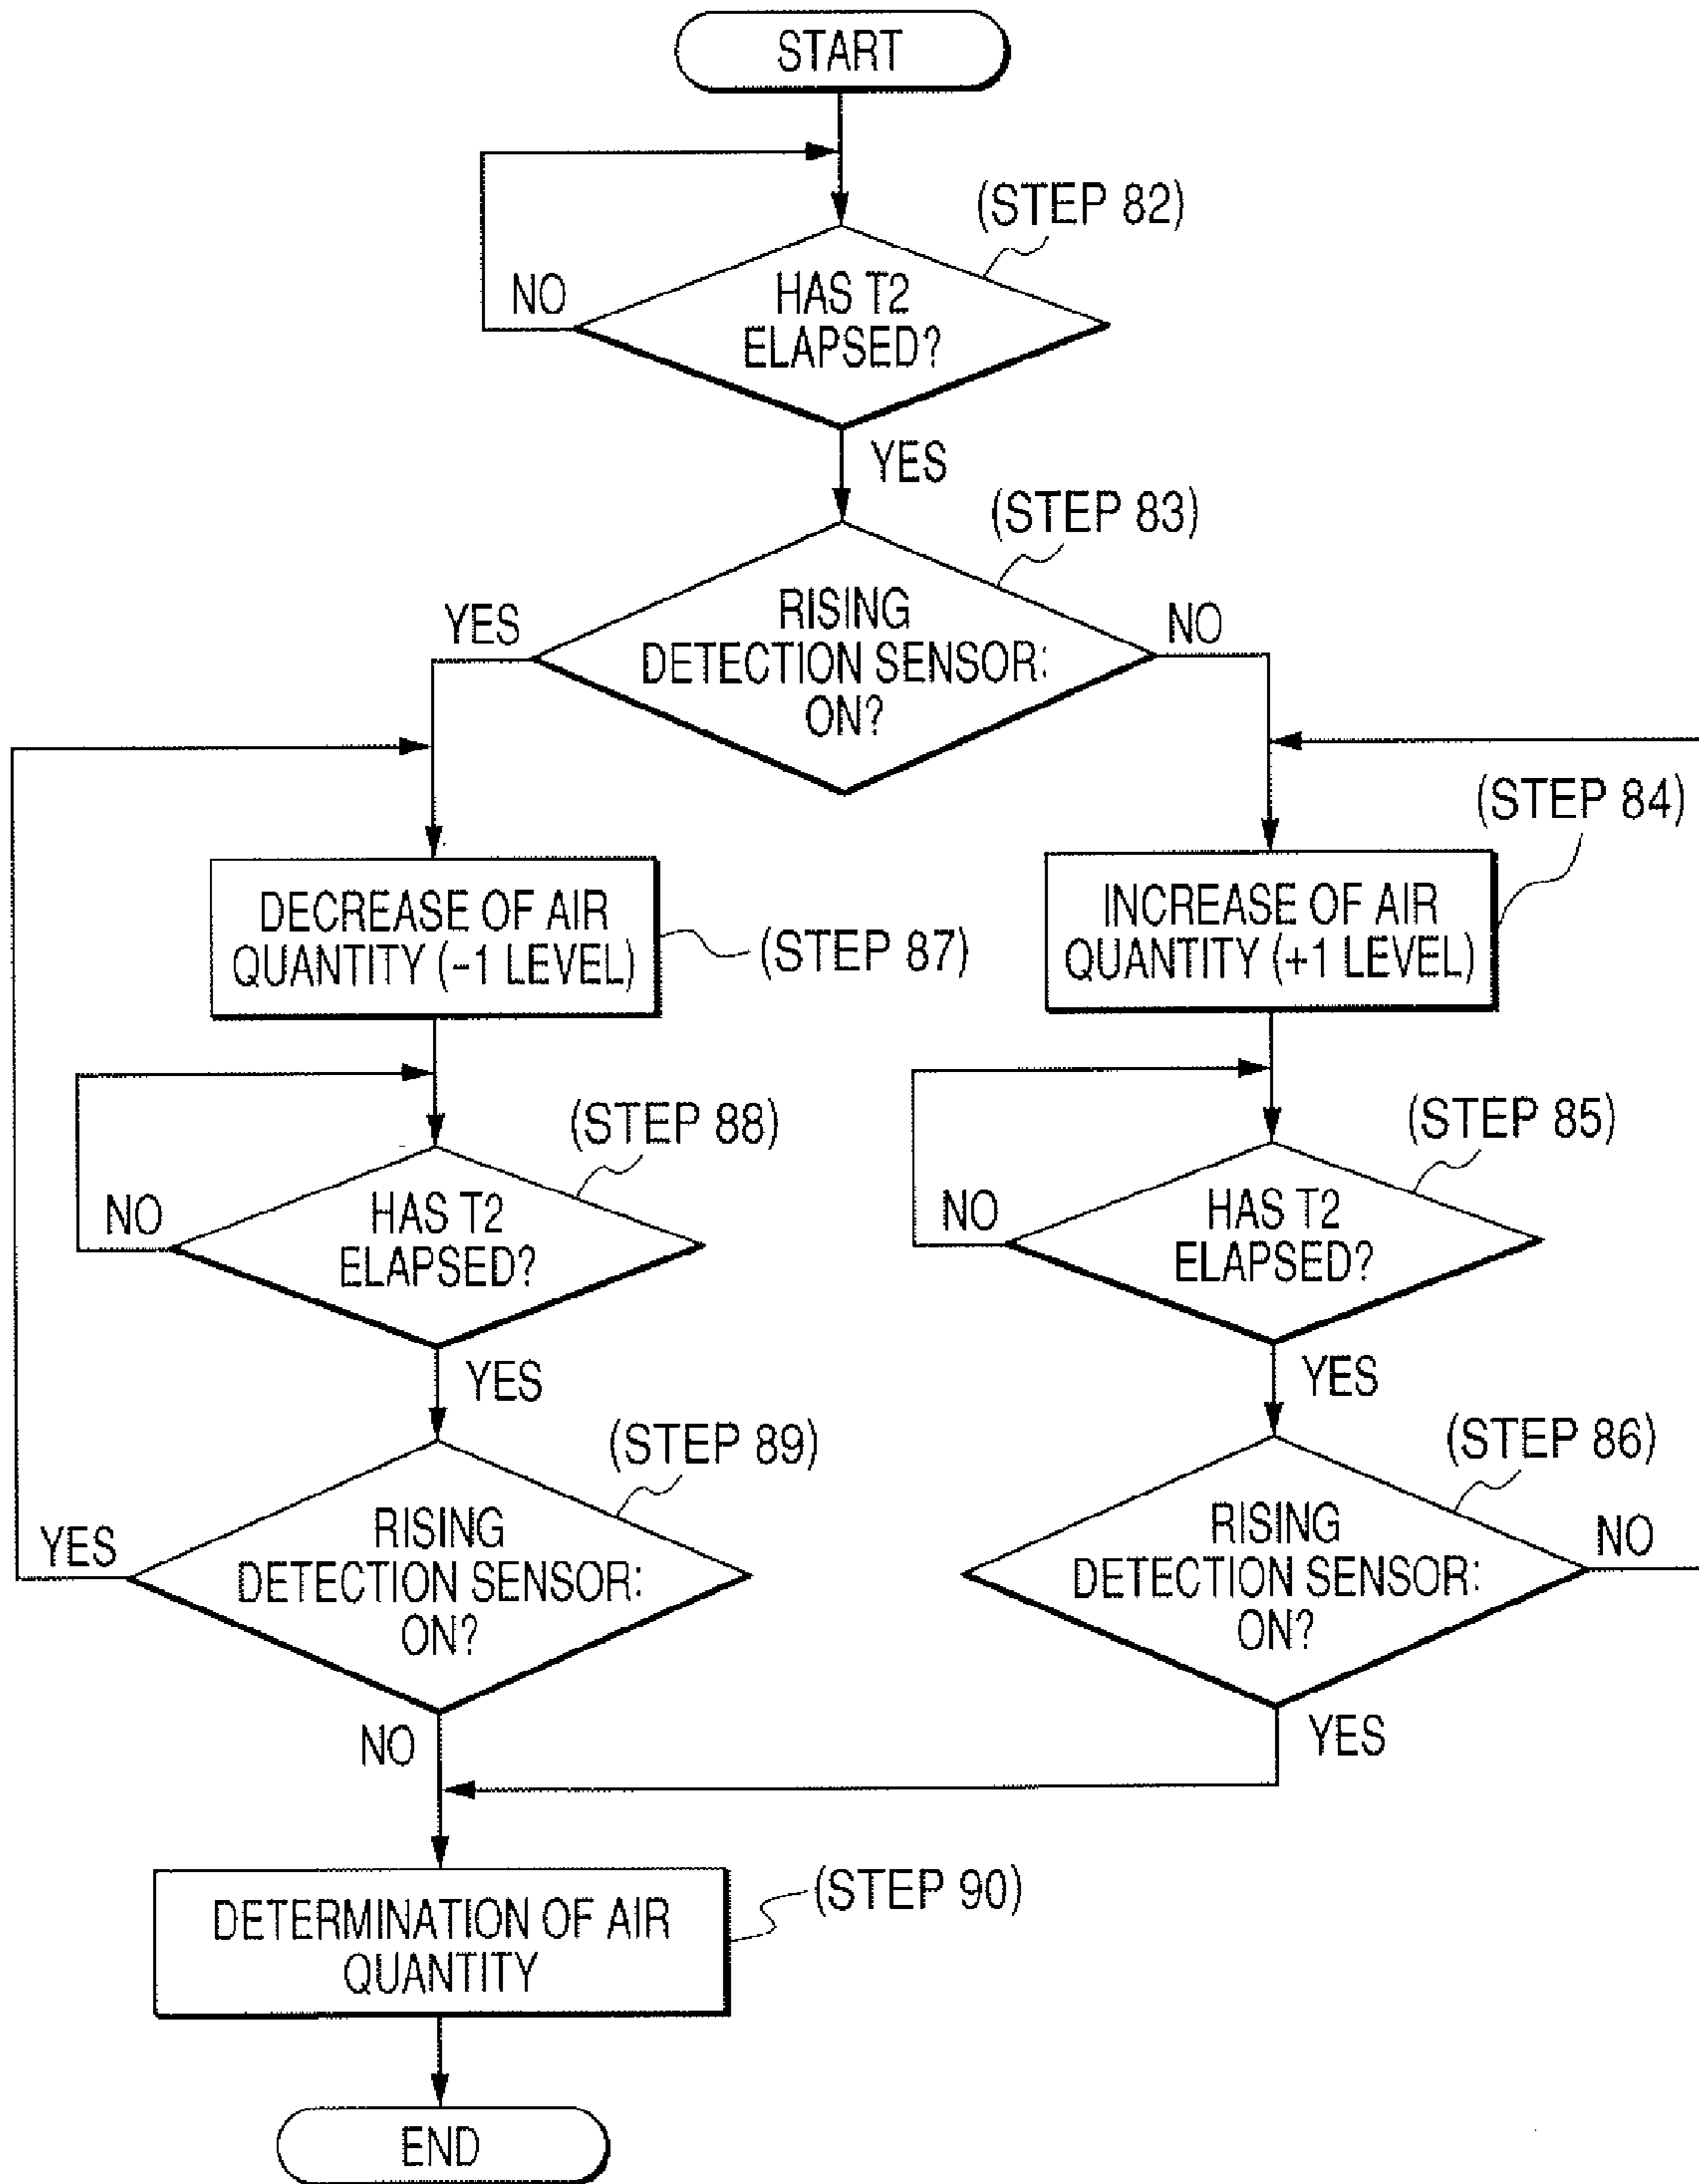 START
(STEP 82)
NO
HAS T2
ELAPSED?
YES
(STEP 83)
YES
RISING
DETECTION SENSOR:
ON?
NO
(STEP 84)
DECREASE OF AIR
QUANTITY (-1 LEVEL)
(STEP 87)
INCREASE OF AIR
QUANTITY (+1 LEVEL)
(STEP 88)
NO
HAS T2
ELAPSED?
YES
(STEP 85)
NO
HAS T2
ELAPSED?
YES
(STEP 89)
YES
RISING
DETECTION SENSOR:
ON?
NO
(STEP 86)
RISING
DETECTION SENSOR:
ON?
NO
YES
DETERMINATION OF AIR
QUANTITY
(STEP 90)
END